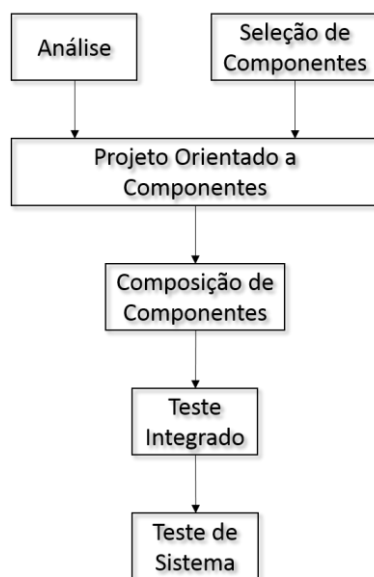 Análise
Seleção de
Componentes
Projeto Orientado a
Componentes
Composição de
Componentes
Teste
Integrado
Teste de
Sistema